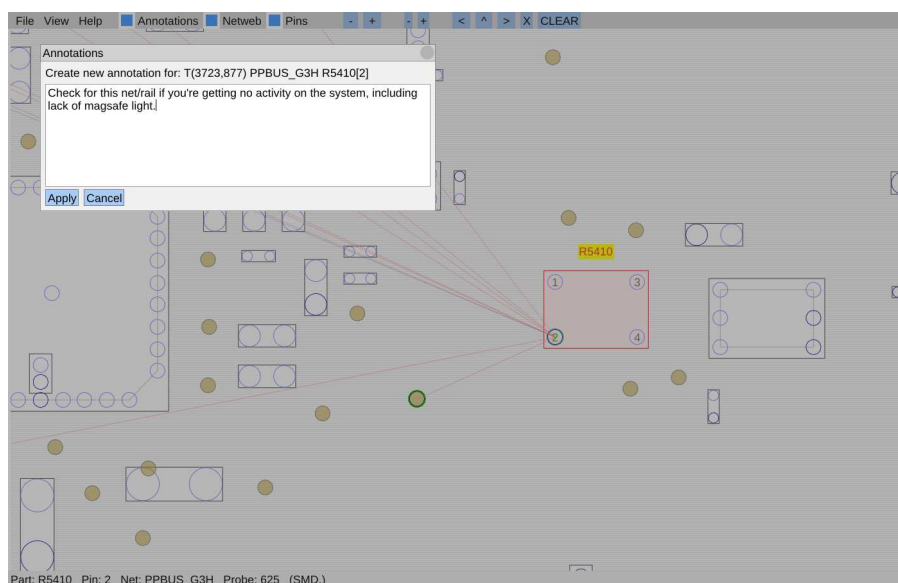 File View Help Annotations Netweb Pins - + - + < ^ > X CLEAR
Annotations
Create new annotation for: T(3723,877) PPBUS_G3H R5410[2]
Check for this net/rail if you're getting no activity on the system, including
lack of magsafe light.
Apply Cancel
R5410
1 3
2 4
Part: R5410 Pin: 2 Net: PPBUS_G3H Probe: 625 (SMD,)